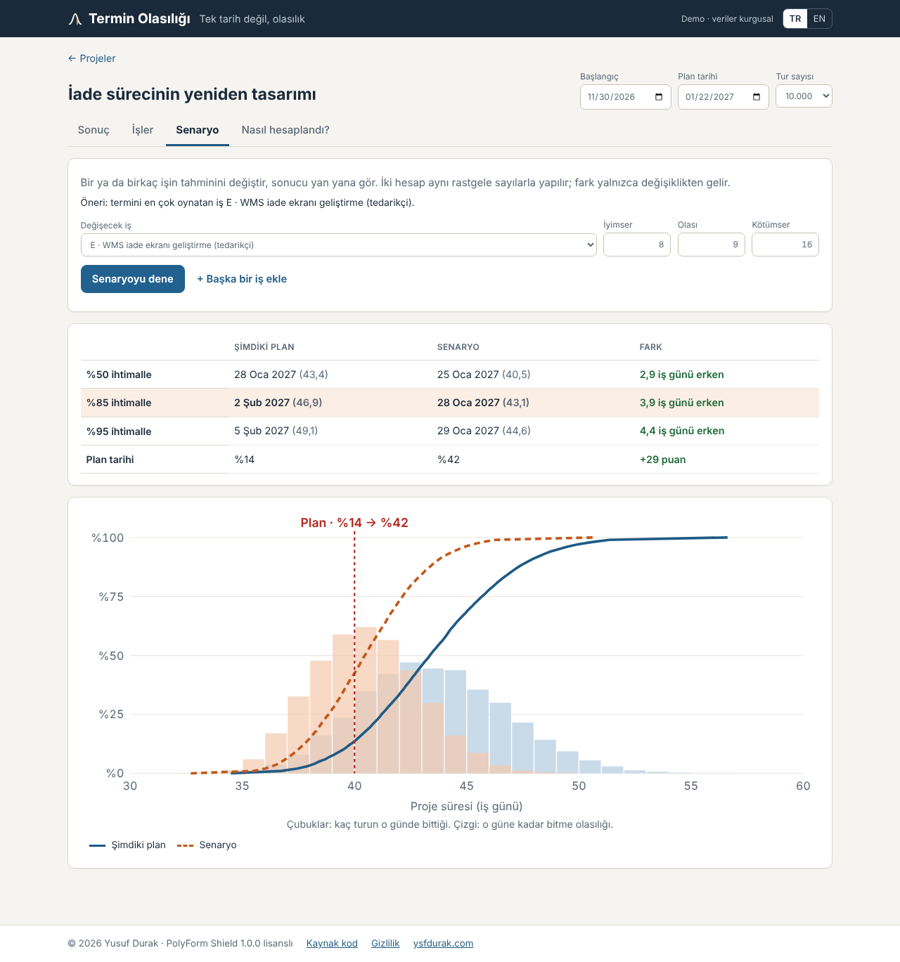 Termin Olasılığı Tek tarih değil, olasılık Demo · veriler kurgusal TR EN
← Projeler
İade sürecinin yeniden tasarımı
Başlangıç Plan tarihi Tur sayısı
11/30/2026 01/22/2027 10.000
Sonuç İşler Senaryo Nasıl hesaplandı?
Bir ya da birkaç işin tahminini değiştir, sonucu yan yana gör. İki hesap aynı rastgele sayılarla yapılır; fark yalnızca değişiklikten gelir.
Öneri: termini en çok oynatan iş E · WMS iade ekranı geliştirme (tedarikçi).
Değişecek iş İyimser Olası Kötümser
E · WMS iade ekranı geliştirme (tedarikçi) 8 9 16
Senaryoyu dene + Başka bir iş ekle
ŞİMDİKİ PLAN SENARYO FARK
%50 ihtimalle 28 Oca 2027 (43,4) 25 Oca 2027 (40,5) 2,9 iş günü erken
%85 ihtimalle 2 Şub 2027 (46,9) 28 Oca 2027 (43,1) 3,9 iş günü erken
%95 ihtimalle 5 Şub 2027 (49,1) 29 Oca 2027 (44,6) 4,4 iş günü erken
Plan tarihi %14 %42 +29 puan
Plan · %14 → %42
%100
%75
%50
%25
%0
30 35 40 45 50 55 60
Proje süresi (iş günü)
Çubuklar: kaç turun o günde bittiği. Çizgi: o güne kadar bitme olasılığı.
Şimdiki plan Senaryo
© 2026 Yusuf Durak · PolyForm Shield 1.0.0 lisanslı Kaynak kod Gizlilik ysfdurak.com